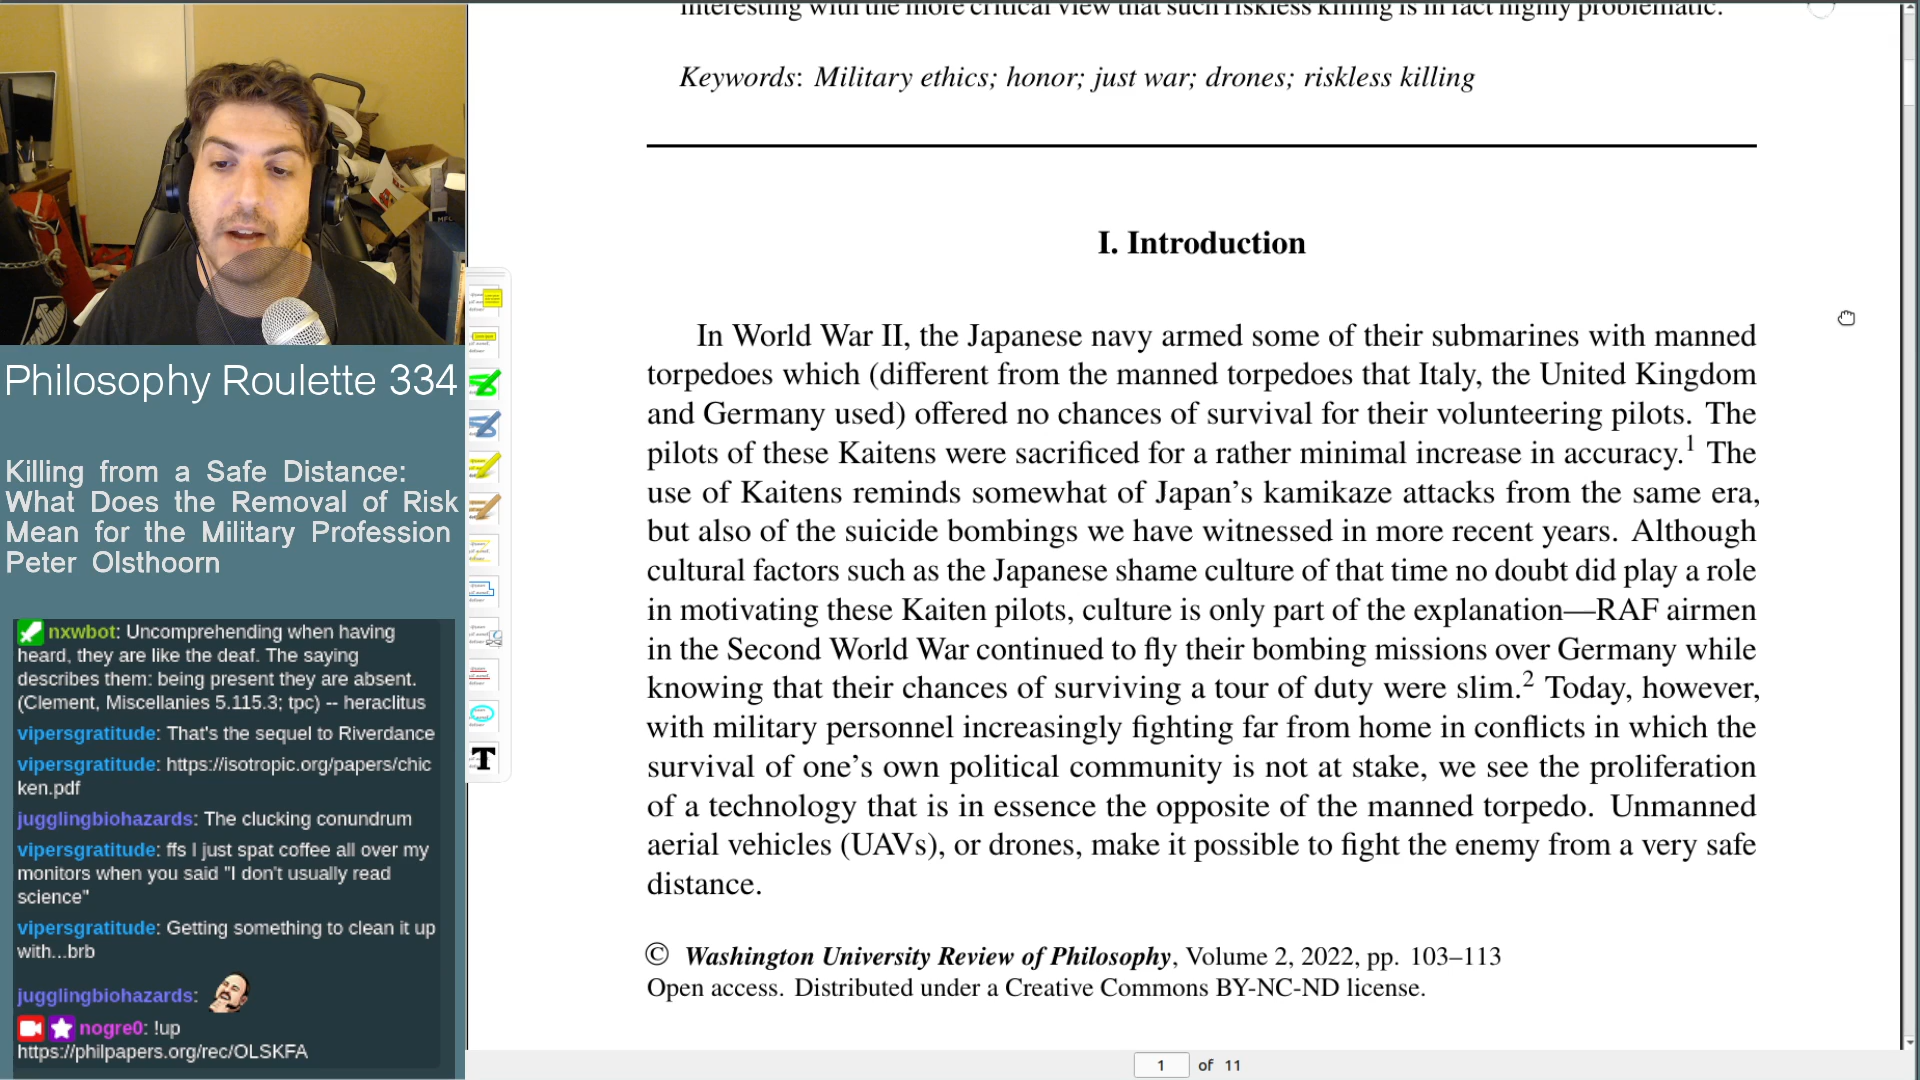 interesting with the more critical view that such riskless killing is in fact highly problematic.
Keywords: Military ethics; honor; just war; drones; riskless killing
I. Introduction
In World War II, the Japanese navy armed some of their submarines with manned
torpedoes which (different from the manned torpedoes that Italy, the United Kingdom
and Germany used) offered no chances of survival for their volunteering pilots. The
pilots of these Kaitens were sacrificed for a rather minimal increase in accuracy.1 The
use of Kaitens reminds somewhat of Japan's kamikaze attacks from the same era,
but also of the suicide bombings we have witnessed in more recent years. Although
cultural factors such as the Japanese shame culture of that time no doubt did play a role
in motivating these Kaiten pilots, culture is only part of the explanation—RAF airmen
in the Second World War continued to fly their bombing missions over Germany while
knowing that their chances of surviving a tour of duty were slim.2 Today, however,
with military personnel increasingly fighting far from home in conflicts in which the
survival of one's own political community is not at stake, we see the proliferation
of a technology that is in essence the opposite of the manned torpedo. Unmanned
aerial vehicles (UAVs), or drones, make it possible to fight the enemy from a very safe
distance.
© Washington University Review of Philosophy, Volume 2, 2022, pp. 103–113
Open access. Distributed under a Creative Commons BY-NC-ND license.
1 of 11
T
Philosophy Roulette 334
Killing from a Safe Distance:
What Does the Removal of Risk
Mean for the Military Profession
Peter Olsthoorn
nxwbot: Uncomprehending when having
heard, they are like the deaf. The saying
describes them: being present they are absent.
(Clement, Miscellanies 5.115.3; tpc) -- heraclitus
vipersgratitude: That's the sequel to Riverdance
vipersgratitude: https://isotropic.org/papers/chic
ken.pdf
jugglingbiohazards: The clucking conundrum
vipersgratitude: ffs I just spat coffee all over my
monitors when you said "I don't usually read
science"
vipersgratitude: Getting something to clean it up
with...brb
jugglingbiohazards:
nogre0: !up
https://philpapers.org/rec/OLSKFA